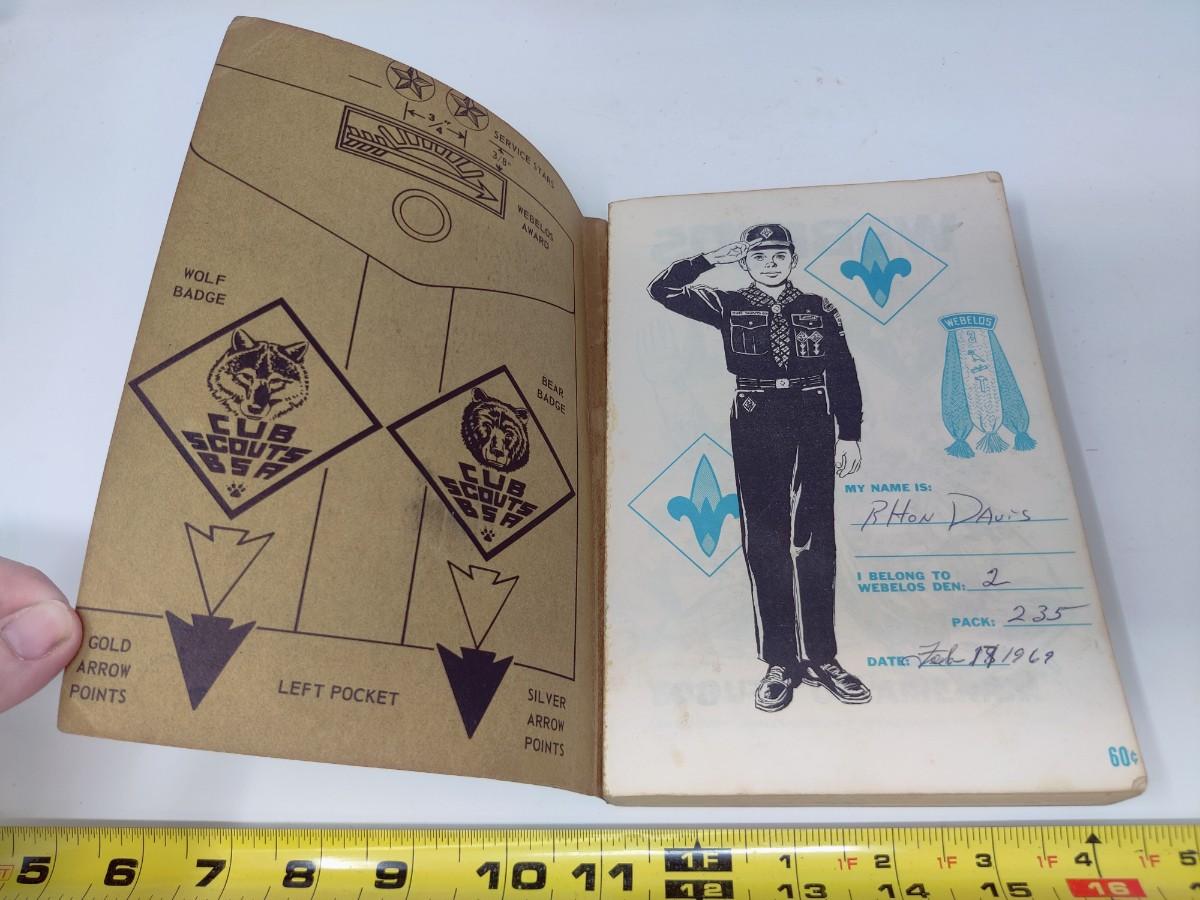 3/4"
SERVICE STARS
3/8"
WEBELOS
AWARD
WOLF
BADGE
CUB
SCOUTS
BSA
BEAR
BADGE
CUB
SCOUTS
BSA
GOLD
ARROW
POINTS
LEFT POCKET
SILVER
ARROW
POINTS
WEBELOS
MY NAME IS:
RHON DAVIS
I BELONG TO
WEBELOS DEN: 2
PACK: 235
DATE: Feb 18 1969
60¢
5 6 7 8 9 10 11 1F 1 1F 2 1F 3 1F 4 1F 5
12 13 14 15 16